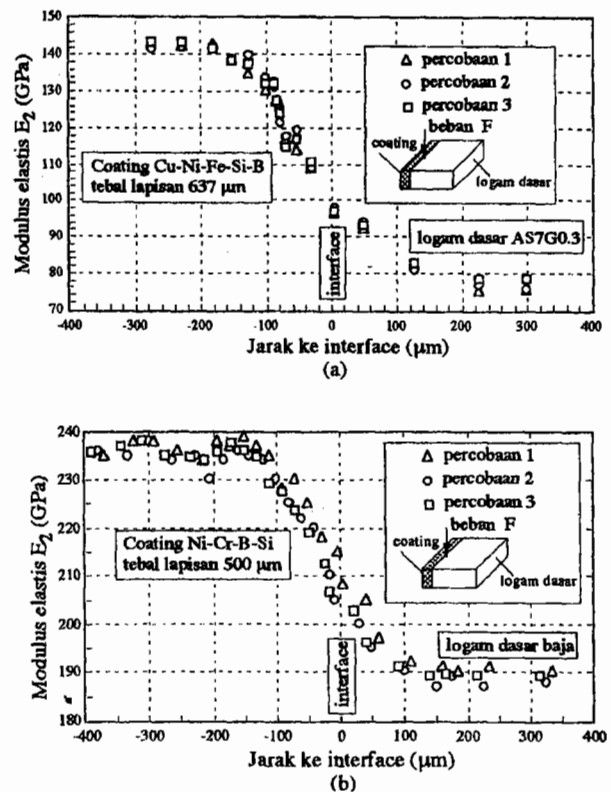 150
140
130
120
110
100
90
80
70
Modulus elastis E2 (GPa)
△ percobaan 1
○ percobaan 2
□ percobaan 3
beban F
coating
logam dasar
Coating Cu-Ni-Fe-Si-B
tebal lapisan 637 μm
interface
logam dasar AS7G0.3
-400 -300 -200 -100 0 100 200 300 400
Jarak ke interface (μm)
(a)
240
230
220
210
200
190
180
Modulus elastis E2 (GPa)
△ percobaan 1
○ percobaan 2
□ percobaan 3
beban F
coating
logam dasar
Coating Ni-Cr-B-Si
tebal lapisan 500 μm
interface
logam dasar baja
-400 -300 -200 -100 0 100 200 300 400
Jarak ke interface (μm)
(b)